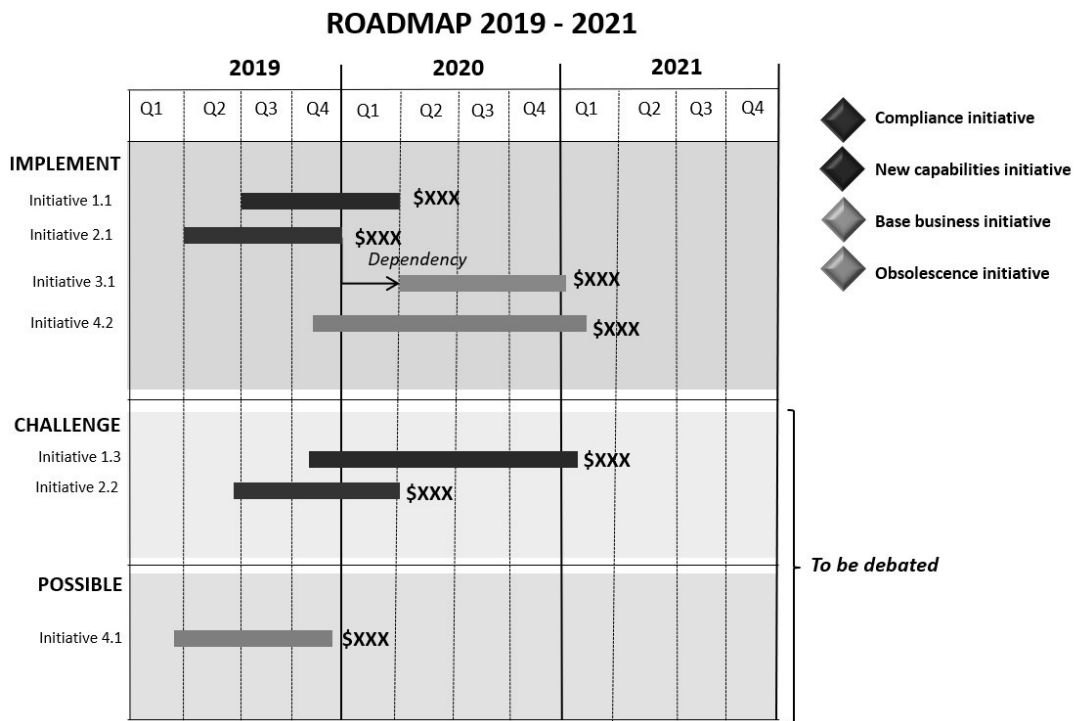 ROADMAP 2019 - 2021
2019 2020 2021
Q1 Q2 Q3 Q4 Q1 Q2 Q3 Q4 Q1 Q2 Q3 Q4
IMPLEMENT
Initiative 1.1 $XXX
Initiative 2.1 $XXX
Dependency
Initiative 3.1 $XXX
Initiative 4.2 $XXX
CHALLENGE
Initiative 1.3 $XXX
Initiative 2.2 $XXX
POSSIBLE
Initiative 4.1 $XXX
Compliance initiative
New capabilities initiative
Base business initiative
Obsolescence initiative
To be debated